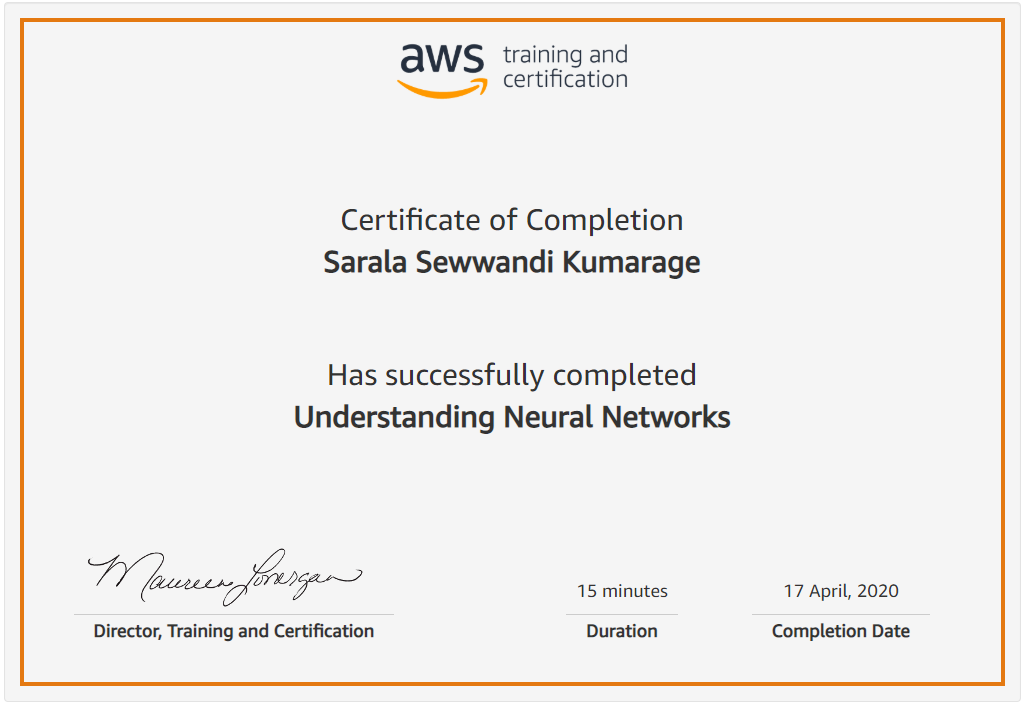 aws training and
certification
Certificate of Completion
Sarala Sewwandi Kumarage
Has successfully completed
Understanding Neural Networks
Maureen Lonergan
15 minutes
17 April, 2020
Director, Training and Certification
Duration
Completion Date